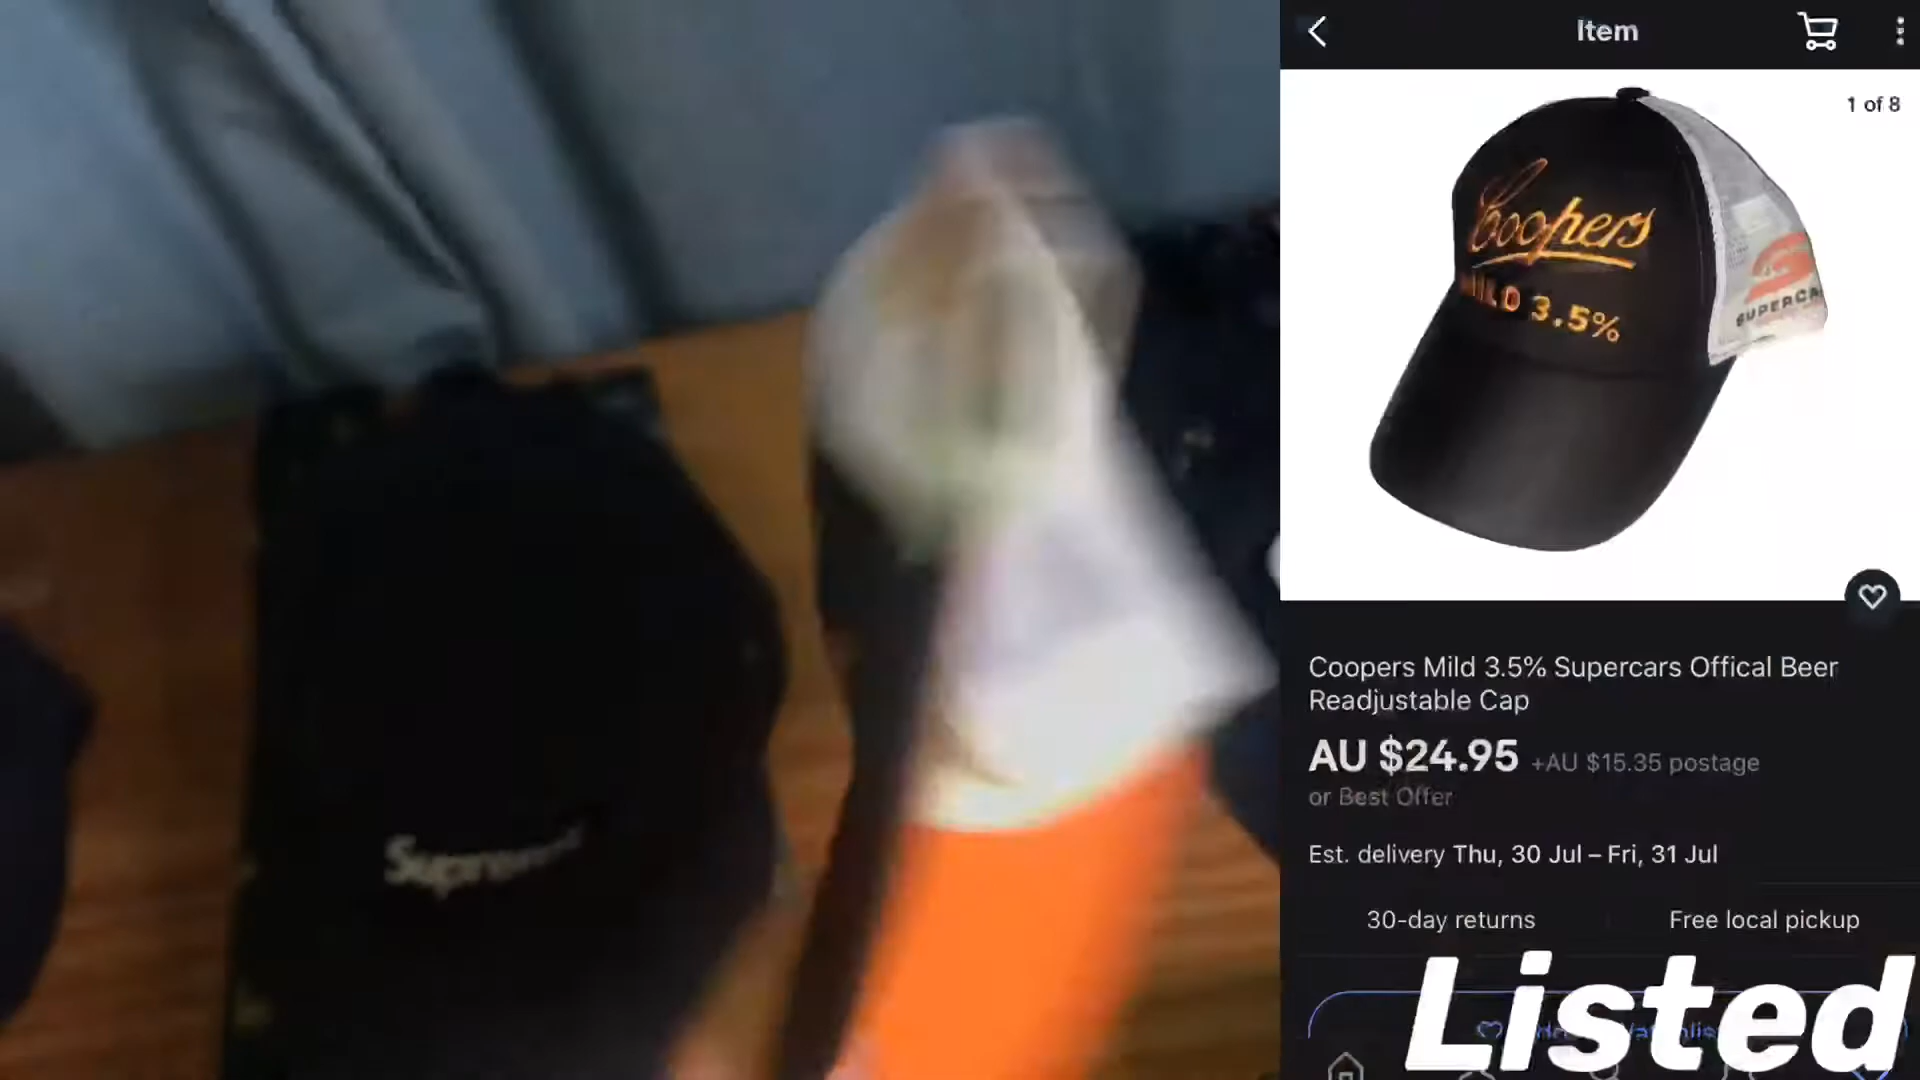 Supreme
Item
1 of 8
Coopers
MILD 3.5%
SUPERCA
Coopers Mild 3.5% Supercars Offical Beer
Readjustable Cap
AU $24.95 +AU $15.35 postage
or Best Offer
Est. delivery Thu, 30 Jul – Fri, 31 Jul
30-day returns Free local pickup
Listed